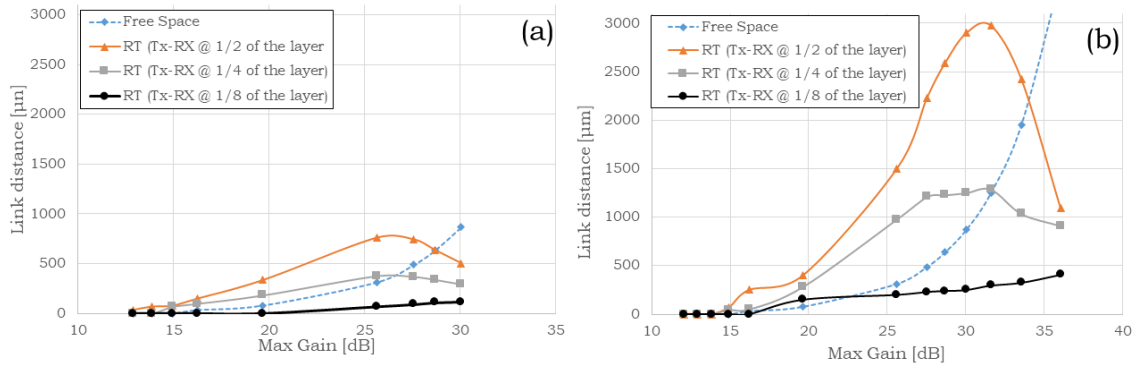 (a)
Free Space
RT (Tx-RX @ 1/2 of the layer
RT (Tx-RX @ 1/4 of the layer)
RT (Tx-RX @ 1/8 of the layer)
Link distance [µn]
3000
2500
2000
1500
1000
500
0
10
15
20
25
30
35
Max Gain [dB]
(b)
Free Space
RT (Tx-RX @ 1/2 of the layer)
RT (Tx-RX @ 1/4 of the layer)
RT (Tx-RX @ 1/8 of the layer)
Link distance [µm]
3000
2500
2000
1500
1000
500
0
10
15
20
25
30
35
40
Max Gain [dB]